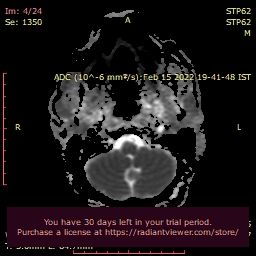 Im: 4/24
Se: 1350
STP62
STP62
M
A
ADC (10^-6 mm²/s):Feb 15 2022 19-41-48 IST
R
L
You have 30 days left in your trial period.
Purchase a license at https://radiantviewer.com/store/